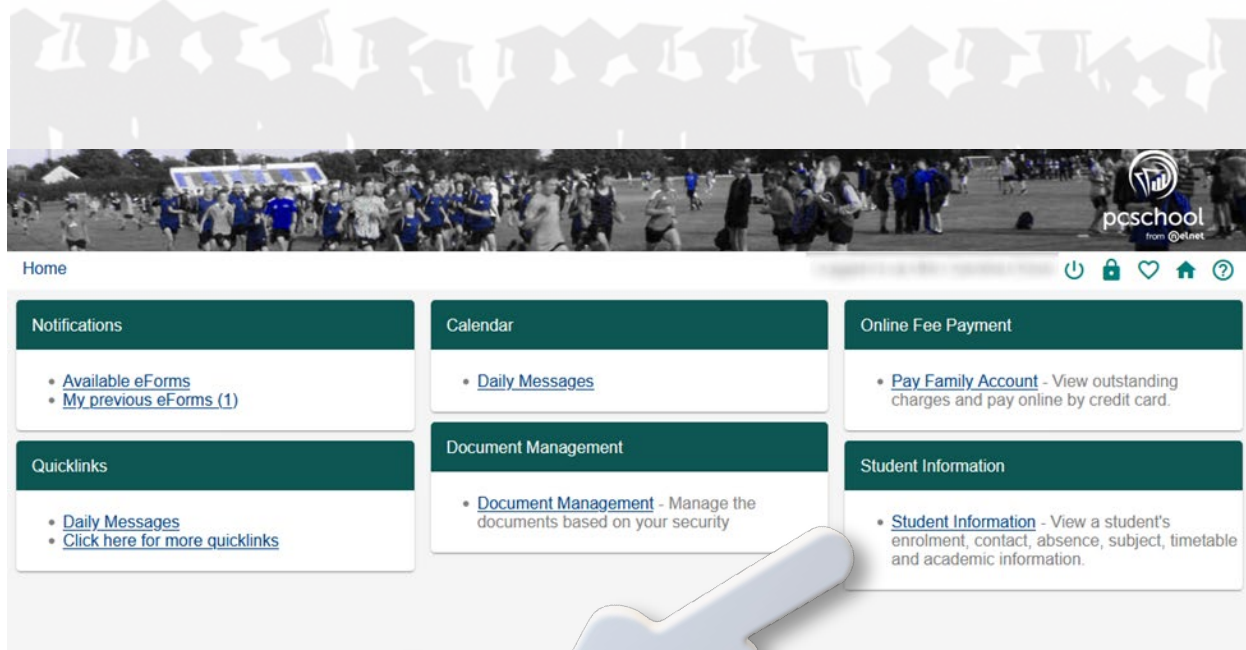 pcschool
from nelnet
Home
Notifications
Available eForms
My previous eForms (1)
Quicklinks
Daily Messages
Click here for more quicklinks
Calendar
Daily Messages
Document Management
Document Management - Manage the
documents based on your security
Online Fee Payment
Pay Family Account - View outstanding
charges and pay online by credit card.
Student Information
Student Information - View a student's
enrolment, contact, absence, subject, timetable
and academic information.